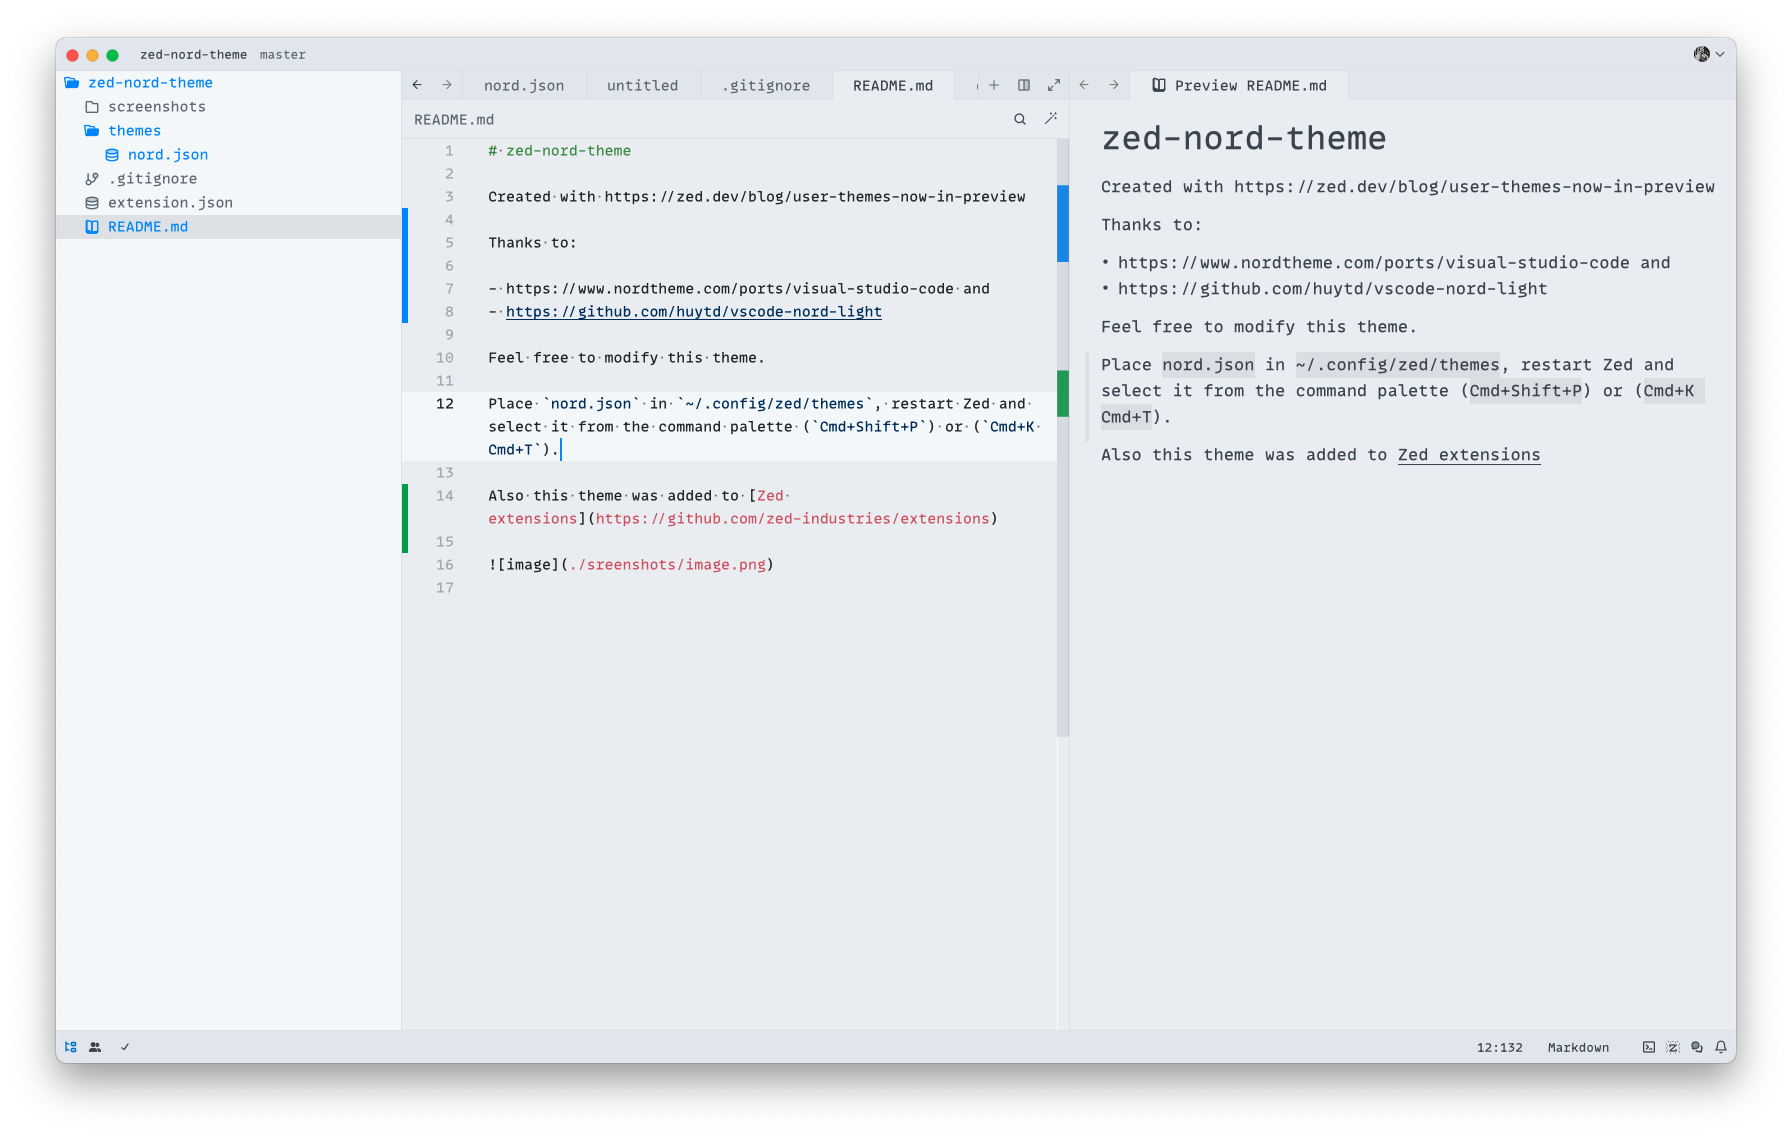 zed-nord-theme master
zed-nord-theme
screenshots
themes
nord.json
.gitignore
extension.json
README.md
nord.json untitled .gitignore README.md
README.md
1 # zed-nord-theme
2
3 Created with https://zed.dev/blog/user-themes-now-in-preview
4
5 Thanks to:
6
7 - https://www.nordtheme.com/ports/visual-studio-code and
8 - https://github.com/huytd/vscode-nord-light
9
10 Feel free to modify this theme.
11
12 Place `nord.json` in `~/.config/zed/themes`, restart Zed and
select it from the command palette (`Cmd+Shift+P`) or (`Cmd+K
Cmd+T`).
13
14 Also this theme was added to [Zed
extensions](https://github.com/zed-industries/extensions)
15
16 ![image](./sreenshots/image.png)
17
Preview README.md
zed-nord-theme
Created with https://zed.dev/blog/user-themes-now-in-preview
Thanks to:
• https://www.nordtheme.com/ports/visual-studio-code and
• https://github.com/huytd/vscode-nord-light
Feel free to modify this theme.
Place nord.json in ~/.config/zed/themes, restart Zed and
select it from the command palette (Cmd+Shift+P) or (Cmd+K
Cmd+T).
Also this theme was added to Zed extensions
12:132 Markdown